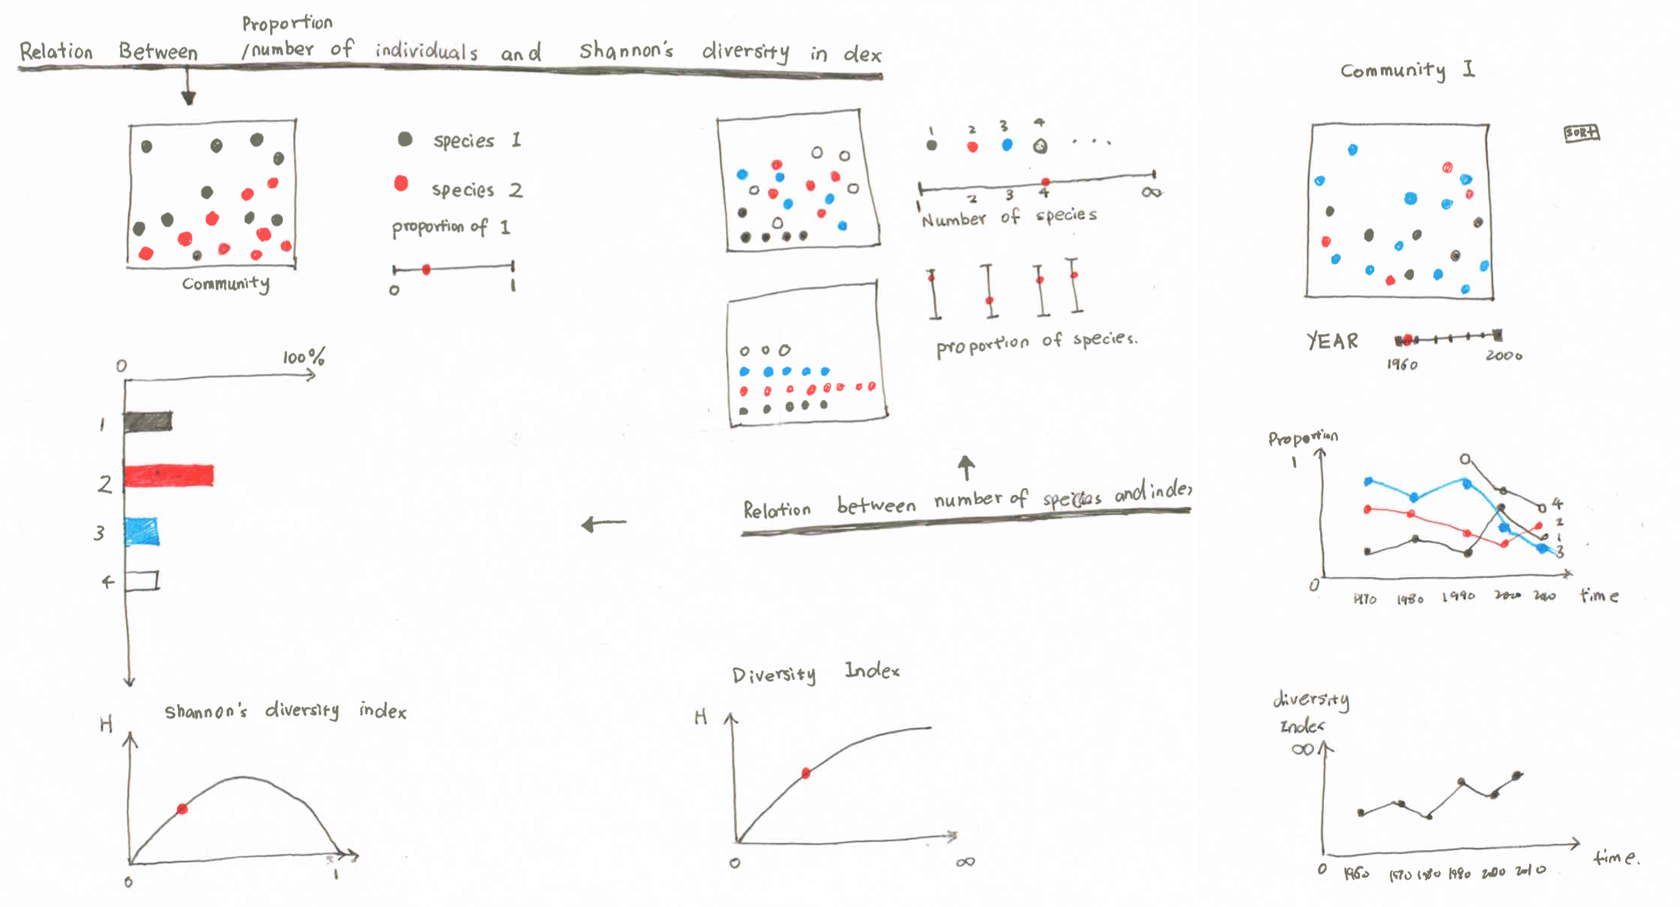 Proportion
Relation Between /number of individuals and Shannon's diversity in dex
species 1
species 2
proportion of 1
0 1
Community
0 100%
1
2
3
4
Shannon's diversity index
H
0 1
1 2 3 4 ...
1 2 3 4 ∞
Number of species
proportion of species.
Relation between number of species and index
Diversity Index
H
0 ∞
Community I
SORT
YEAR
1960 2000
Proportion
1
4
2
1
3
0
1970 1980 1990 2000 2010 time
diversity
Index
∞
0 1960 1970 1980 1990 2000 2010 time.